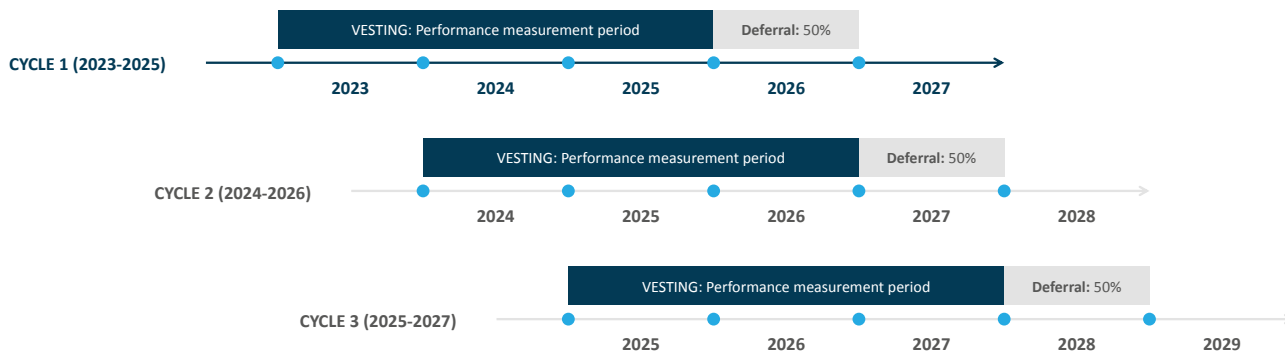 VESTING: Performance measurement period Deferral: 50%
CYCLE 1 (2023-2025)
2023 2024 2025 2026 2027
VESTING: Performance measurement period Deferral: 50%
CYCLE 2 (2024-2026)
2024 2025 2026 2027 2028
VESTING: Performance measurement period Deferral: 50%
CYCLE 3 (2025-2027)
2025 2026 2027 2028 2029